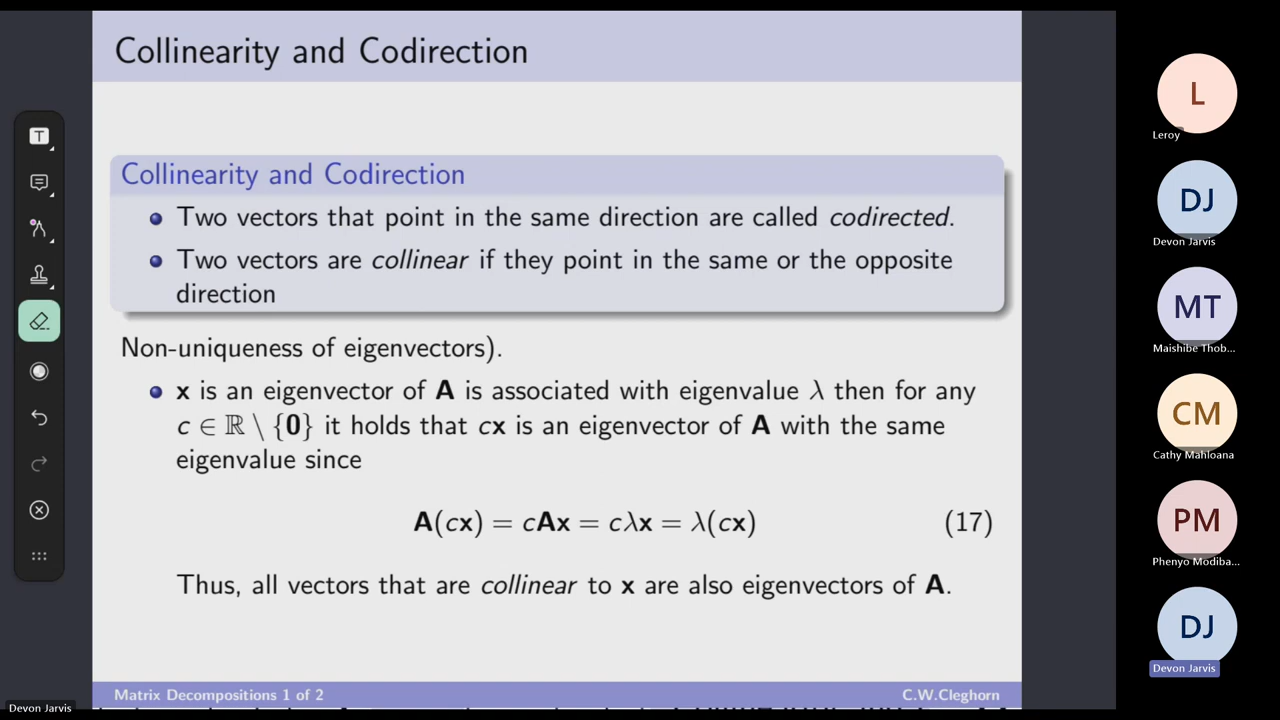 Collinearity and Codirection
Collinearity and Codirection
Two vectors that point in the same direction are called codirected.
Two vectors are collinear if they point in the same or the opposite
direction
Non-uniqueness of eigenvectors).
x is an eigenvector of A is associated with eigenvalue λ then for any
c ∈ ℝ \ {0} it holds that cx is an eigenvector of A with the same
eigenvalue since
A(cx) = cAx = cλx = λ(cx) (17)
Thus, all vectors that are collinear to x are also eigenvectors of A.
Matrix Decompositions 1 of 2 C.W.Cleghorn
Devon Jarvis
T
L
Leroy
DJ
Devon Jarvis
MT
Maishibe Thob...
CM
Cathy Mahloana
PM
Phenyo Modiba...
DJ
Devon Jarvis